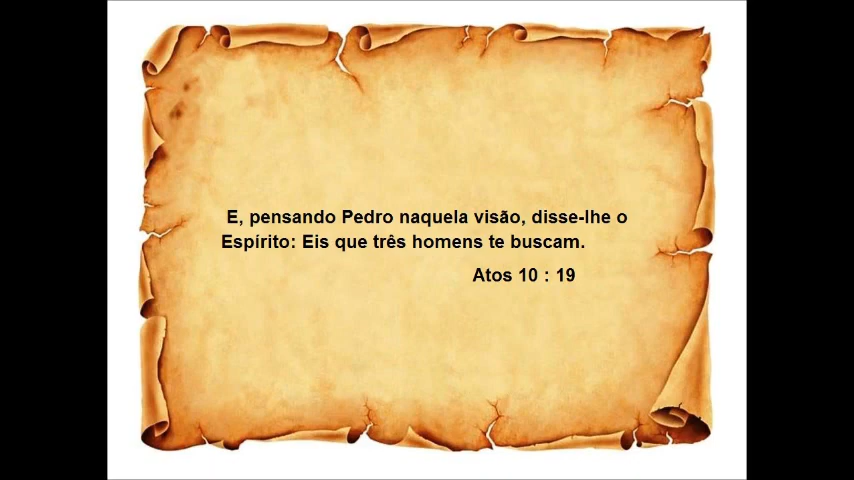 E, pensando Pedro naquela visão, disse-lhe o
Espírito: Eis que três homens te buscam.
Atos 10 : 19